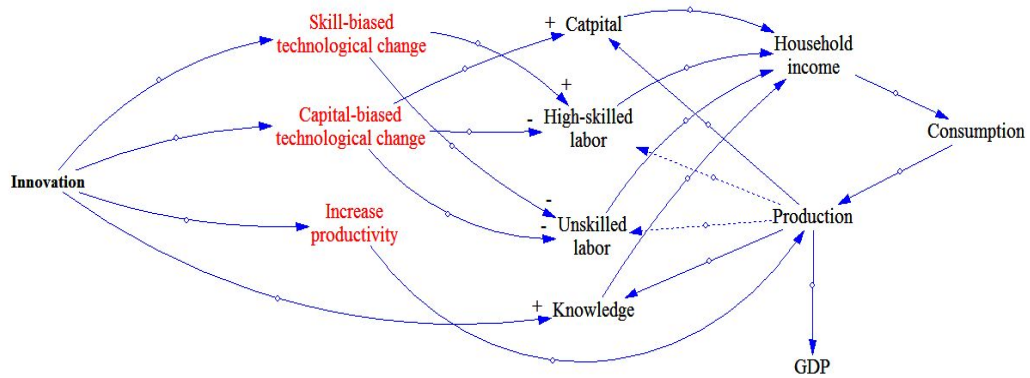 Skill-biased
technological change
+ Catpital
Household
income
+
Capital-biased
technological change
- High-skilled
labor
Consumption
Innovation
-
Increase
productivity
- Unskilled
labor
Production
+ Knowledge
GDP